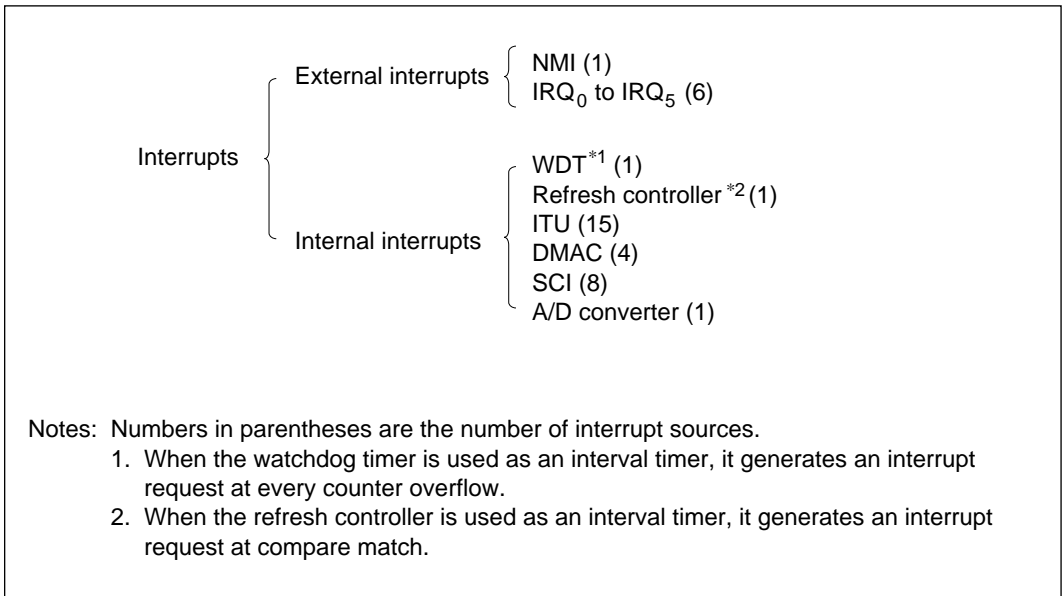 External interrupts
NMI (1)
IRQ0 to IRQ5 (6)
Interrupts
Internal interrupts
WDT*1 (1)
Refresh controller*2 (1)
ITU (15)
DMAC (4)
SCI (8)
A/D converter (1)
Notes: Numbers in parentheses are the number of interrupt sources.
1. When the watchdog timer is used as an interval timer, it generates an interrupt
request at every counter overflow.
2. When the refresh controller is used as an interval timer, it generates an interrupt
request at compare match.